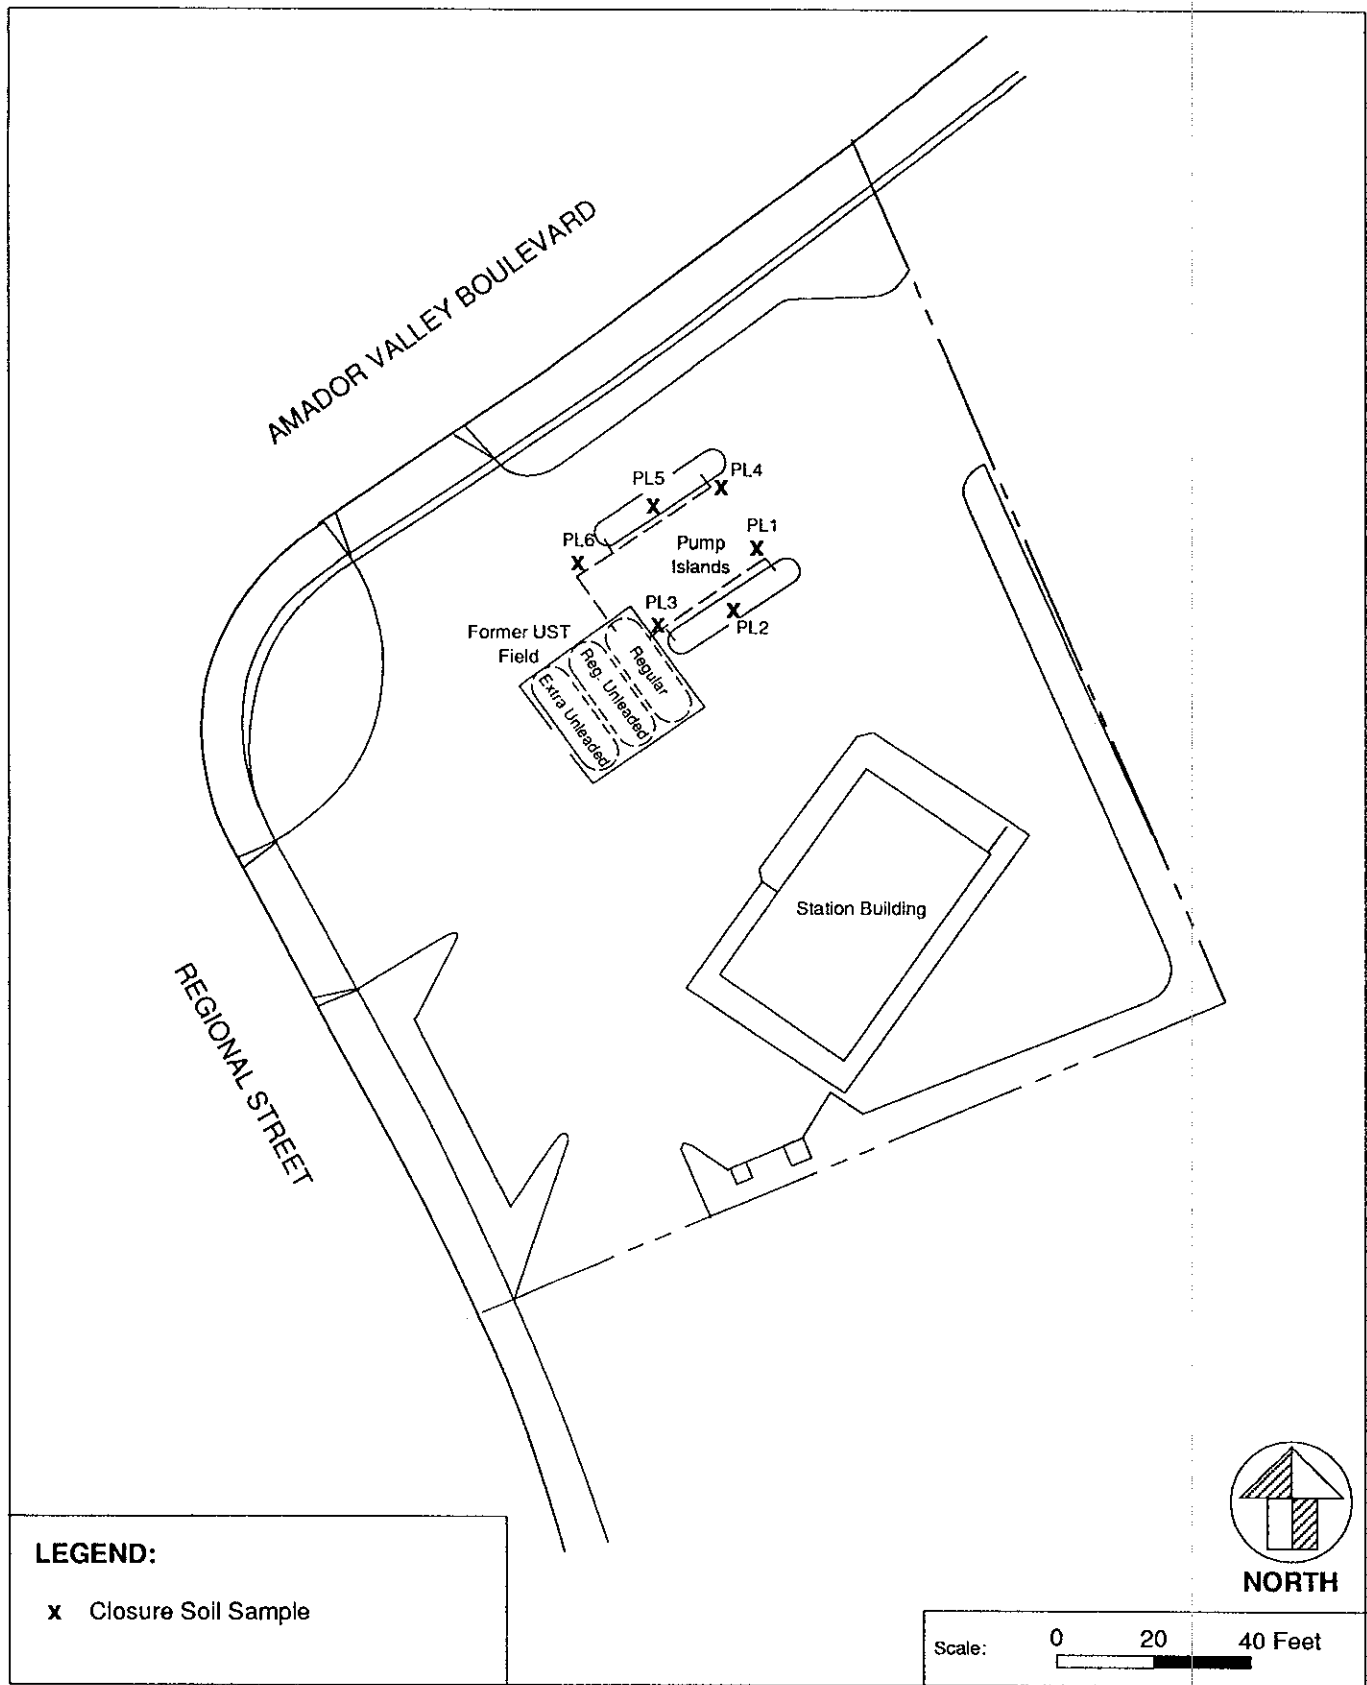 AMADOR VALLEY BOULEVARD
PL5
PL4
PL6
PL1
Pump
Islands
PL3
PL2
Former UST
Field
Regular
Reg. Unleaded
Extra Unleaded
Station Building
REGIONAL STREET
NORTH
LEGEND:
x Closure Soil Sample
Scale: 0 20 40 Feet